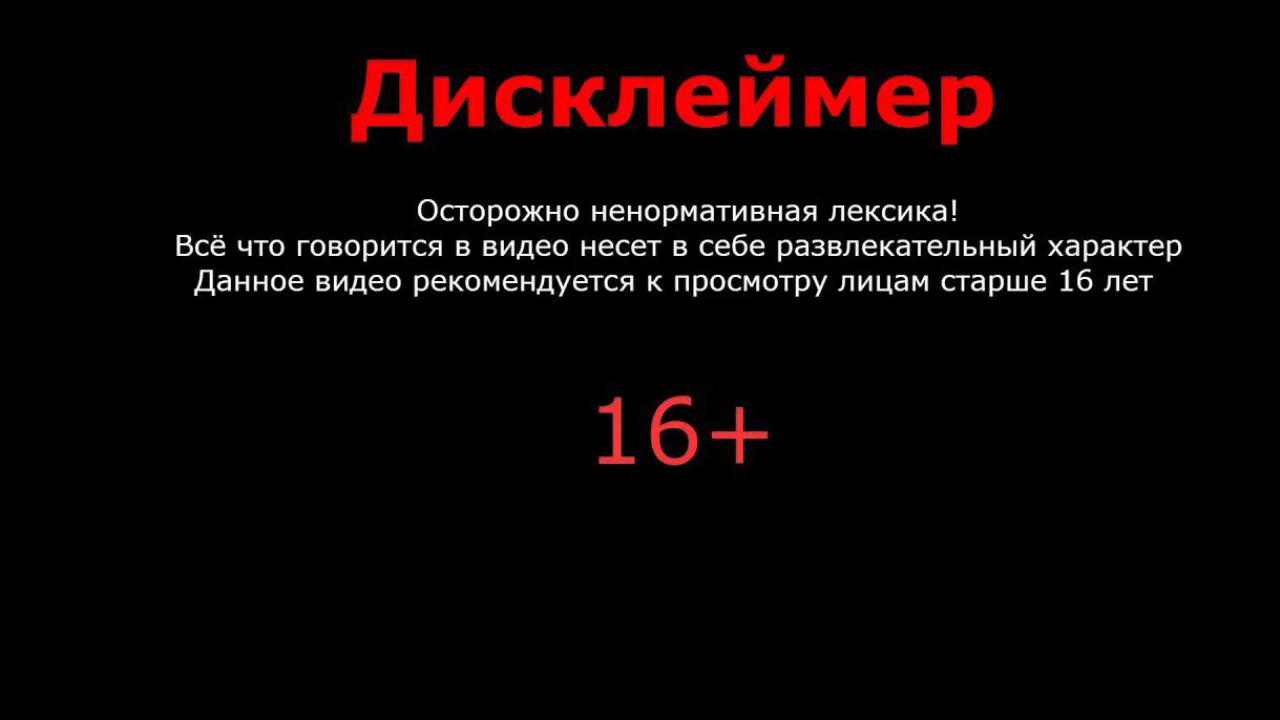 Дисклеймер
Осторожно ненормативная лексика!
Всё что говорится в видео несет в себе развлекательный характер
Данное видео рекомендуется к просмотру лицам старше 16 лет
16+